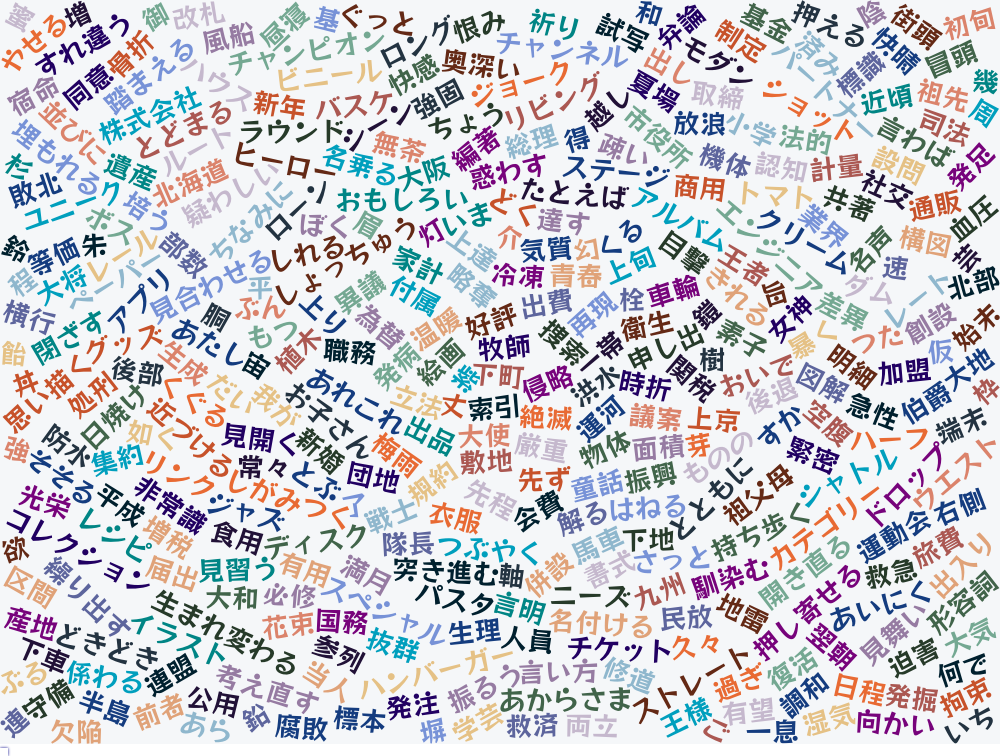 蜜
やせる
増
御
改札
基
ぐっと
恨み
祈り
試写
和
好調
基金
押える
陰
街頭
初旬
すれ違う
風船
チャンピオン
ロング
チャンネル
モダン
制定
済み
快晴
冒頭
宿命
同意
骨折
踏まえる
ハウス
ビニール
快感
奥深い
ジョーク
出し
パートナー
標識
幾
並びに
株式会社
とどまる
新年
バスケ
強固
リビング
越し
夏場
取締
ショット
近頃
祖先
周
埋もれる
遺産
ルート
ラウンド
シーン
ちょう
編著
総理
得
疎い
市役所
放浪
小学
法的
言わば
司法
敗北
ユニーク
北海道
ヒーロー
名乗る
無茶
大阪
惑わす
ステージ
機体
認知
計量
設問
発足
培う
疑わしい
ローン
おもしろい
たとえば
商用
トマト
社交
共著
通販
血圧
ボス
ちなみに
ぼく
眉
灯
いま
どく
達す
アルバム
エンジニア
クリーム
業界
構図
等価
朱
レール
部数
しれる
しょっちゅう
上達
介
気質
幻
くる
目撃
王者
名詞
速
芸
程
大将
ペーパー
見合わせる
平
異議
家計
略奪
冷凍
青春
上旬
きれる
女神
差異
ダム
レート
北部
横行
閉ざす
アプリ
ぶん
上り
付属
出費
再現
栓
車輪
暴く
つた
創設
始末
飴
グッズ
胴
もつ
為替
温暖
好評
捜索
一帯
衛生
鎧
素子
明細
加盟
仮
大地
丼
描く
後部
生成
あたし
宙
植木
職務
発病
絵画
紫
牧師
下町
侵略
洪水
時折
申し出
関税
樹
おいで
図解
急性
伯爵
枠
思い
処刑
くぐる
だい
我が
あれこれ
立法
丈
索引
絶滅
運河
議案
上京
後退
空腹
強
防水
日焼け
如く
近づける
見開く
お子さん
出品
大使
厳重
物体
面積
芽
ものの
すか
緊密
ハーフ
端末
そそる
集約
リング
常々
新婚
梅雨
敷地
先ず
童話
振興
ともに
祖父母
シャトル
ドロップ
ウエスト
光栄
平成
非常識
ジャズ
しがみつく
とぶ
団地
規約
先程
会費
解る
はねる
と
持ち歩く
カテゴリー
右側
コレクション
レシピ
増税
食用
ディスク
了
戦士
衣服
隊長
つぶやく
馬車
下地
さっと
開き直る
運動会
旅費
欲
届出
見習う
有用
満月
突き進む
軸
併設
書式
馴染む
救急
出入り
区間
繰り出す
大和
必修
スペシャル
パスタ
言明
ニーズ
九州
地雷
押し寄せる
あいにく
形容詞
産地
どきどき
イラスト
生まれ変わる
花束
国務
抜群
生理
人員
名付ける
民放
翌朝
見舞い
大気
下車
係わる
連盟
参列
チケット
久々
復活
迫害
何で
ぶる
守備
考え直す
当人
ハンバーガー
う
言い方
修道
ストレート
過ぎ
調和
日程
発掘
拘束
運
半島
前者
公用
鉛
標本
発注
振る
あからさま
王様
有望
湿気
向かい
いち
欠陥
あら
腐敗
塀
学芸
救済
両立
ご
一息